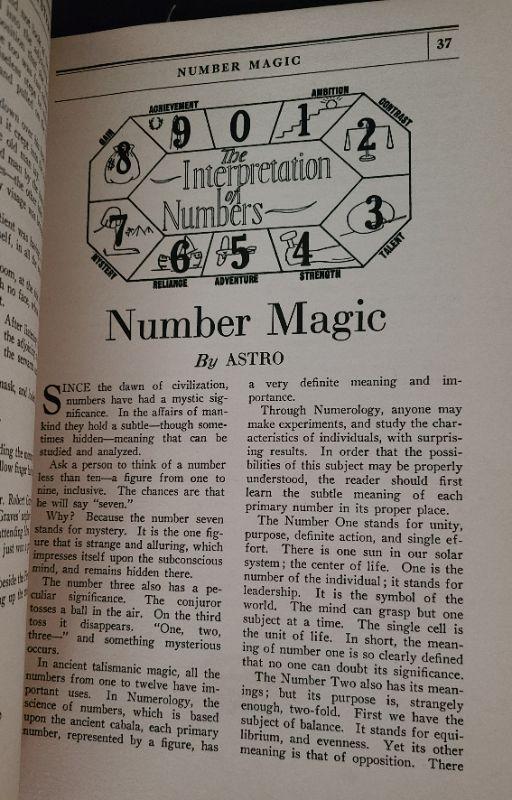 NUMBER MAGIC
37
ACHIEVEMENT
AMBITION
GAIN
9
0
1
CONTRAST
8
2
The
Interpretation
of
Numbers
7
3
6
5
4
MYSTERY
RELIANCE
ADVENTURE
STRENGTH
TALENT
Number Magic
By ASTRO
SINCE the dawn of civilization,
numbers have had a mystic sig-
nificance. In the affairs of man-
kind they hold a subtle—though some-
times hidden—meaning that can be
studied and analyzed.
Ask a person to think of a number
less than ten—a figure from one to
nine, inclusive. The chances are that
he will say “seven.”
Why? Because the number seven
stands for mystery. It is the one fig-
ure that is strange and alluring, which
impresses itself upon the subconscious
mind, and remains hidden there.
The number three also has a pe-
culiar significance. The conjuror
tosses a ball in the air. On the third
toss it disappears. “One, two,
three—” and something mysterious
occurs.
In ancient talismanic magic, all the
numbers from one to twelve have im-
portant uses. In Numerology, the
science of numbers, which is based
upon the ancient cabala, each primary
number, represented by a figure, has
a very definite meaning and im-
portance.
Through Numerology, anyone may
make experiments, and study the char-
acteristics of individuals, with surpris-
ing results. In order that the possi-
bilities of this subject may be properly
understood, the reader should first
learn the subtle meaning of each
primary number in its proper place.
The Number One stands for unity,
purpose, definite action, and single ef-
fort. There is one sun in our solar
system; the center of life. One is the
number of the individual; it stands for
leadership. It is the symbol of the
world. The mind can grasp but one
subject at a time. The single cell is
the unit of life. In short, the mean-
ing of number one is so clearly defined
that no one can doubt its significance.
The Number Two also has its mean-
ings; but its purpose is, strangely
enough, two-fold. First we have the
subject of balance. It stands for equi-
librium, and evenness. Yet its other
meaning is that of opposition. There